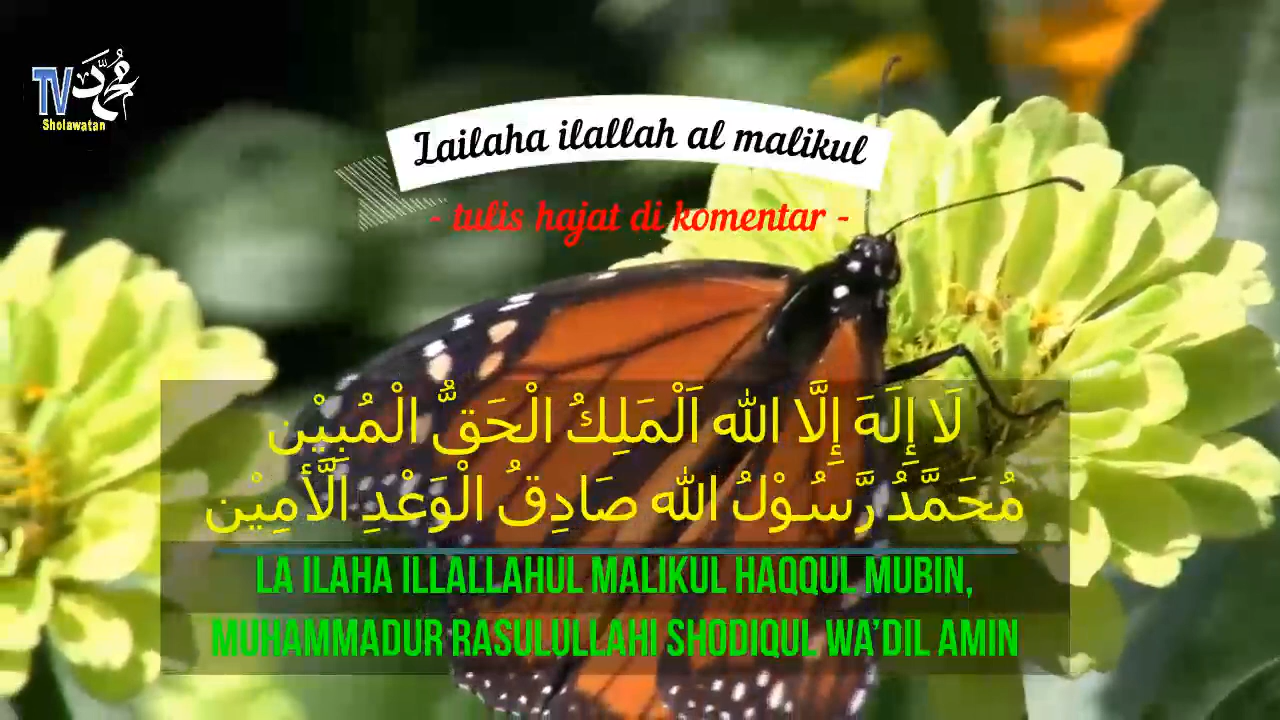 TV مُحَمَّد
Sholawatan
Lailaha ilallah al malikul
- tulis hajat di komentar -
لَا إِلَهَ إِلَّا الله اَلْمَلِكُ الْحَقُّ الْمُبِيْن
مُحَمَّدُ رَّسُوْلُ الله صَادِقُ الْوَعْدِ اَلَّأمِيْن
LA ILAHA ILLALLAHUL MALIKUL HAQQUL MUBIN,
MUHAMMADUR RASULULLAHI SHODIQUL WA'DIL AMIN